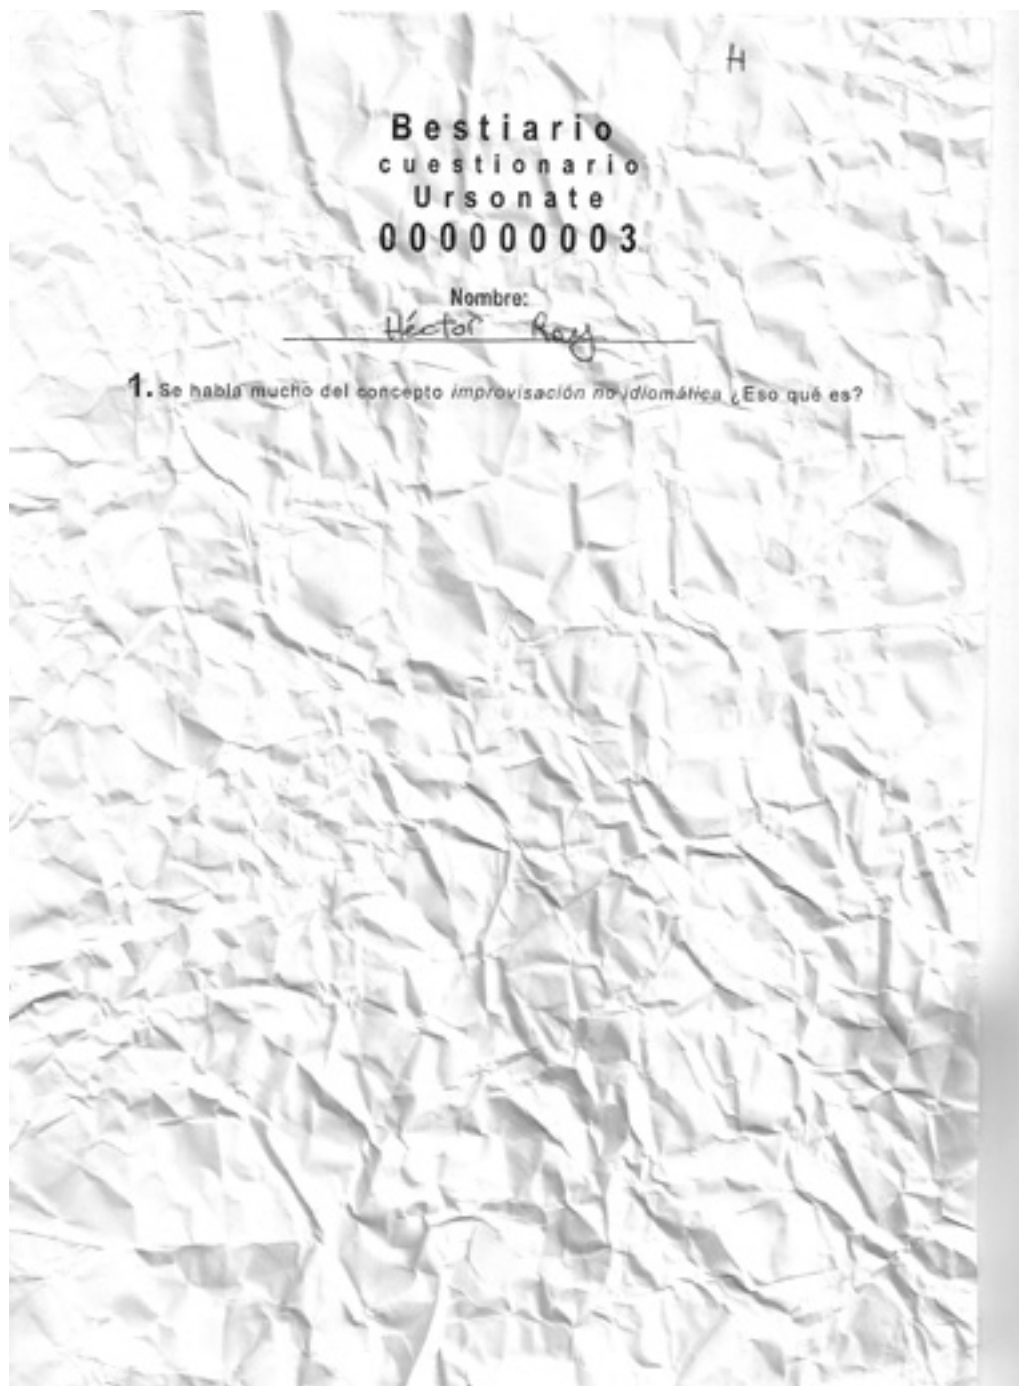 H
Bestiario
cuestionario
Ursonate
000000003
Nombre:
Héctor Rey
1. Se habla mucho del concepto improvisación no-idiomática ¿Eso qué es?